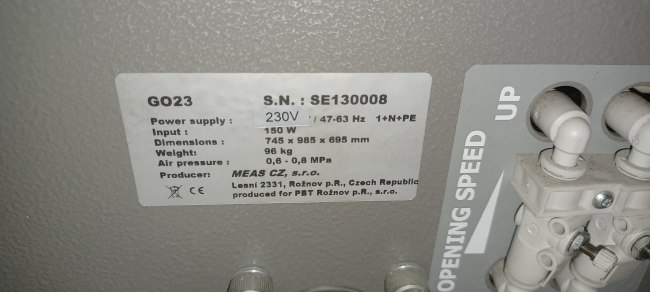 GO23 S.N. : SE130008
Power supply : 230V / 47-63 Hz 1+N+PE
Input : 150 W
Dimensions : 745 x 985 x 695 mm
Weight: 96 kg
Air pressure : 0,6 - 0,8 MPa
Producer: MEAS CZ, s.r.o.
Lesní 2331, Rožnov p.R., Czech Republic
CE produced for PBT Rožnov p.R., s.r.o.
OPENING SPEED
UP